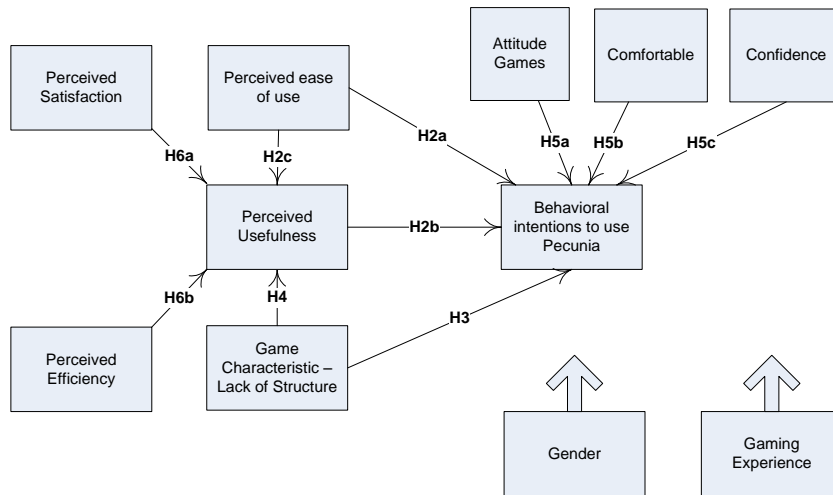 Attitude
Games
Comfortable
Confidence
Perceived
Satisfaction
Perceived ease
of use
H6a
H2c
H2a
H5a
H5b
H5c
Perceived
Usefulness
H2b
Behavioral
intentions to use
Pecunia
H6b
H4
H3
Perceived
Efficiency
Game
Characteristic –
Lack of Structure
Gender
Gaming
Experience